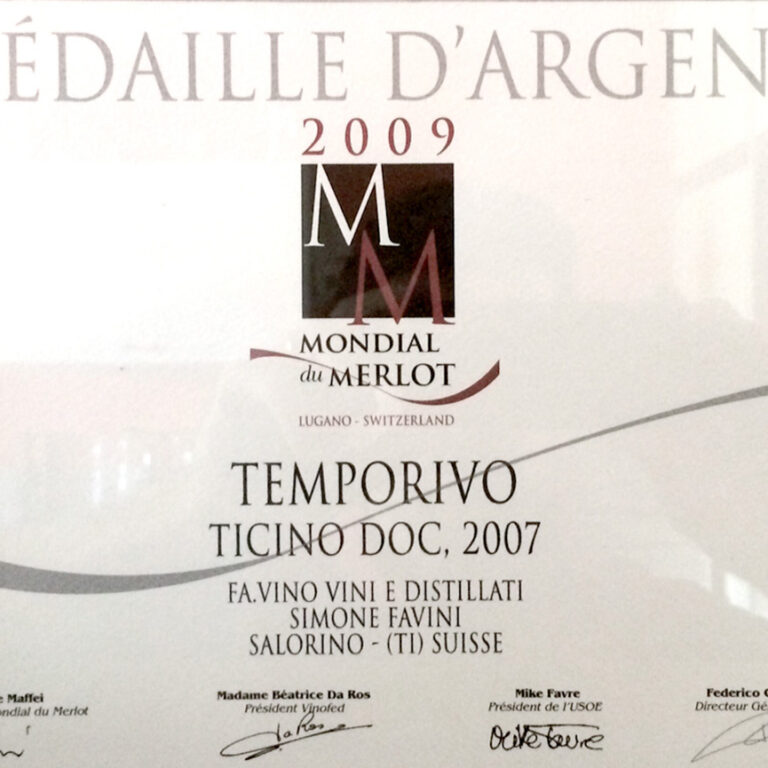 ÉDAILLE D'ARGEN
2009
MM
MONDIAL
du MERLOT
LUGANO - SWITZERLAND
TEMPORIVO
TICINO DOC, 2007
FA.VINO VINI E DISTILLATI
SIMONE FAVINI
SALORINO - (TI) SUISSE
e Maffei
ndial du Merlot
Madame Béatrice Da Ros
Président Vinofed
Mike Favre
Président de l'USOE
Federico
Directeur Gé